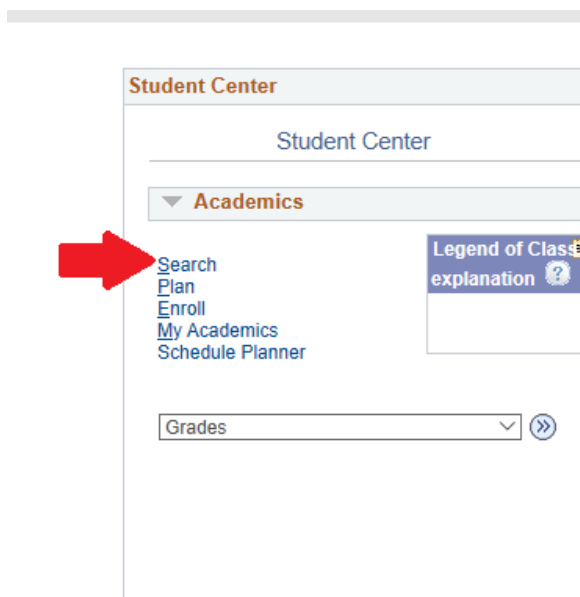 Student Center
Student Center
Academics
Search
Plan
Enroll
My Academics
Schedule Planner
Legend of Class
explanation ?
Grades